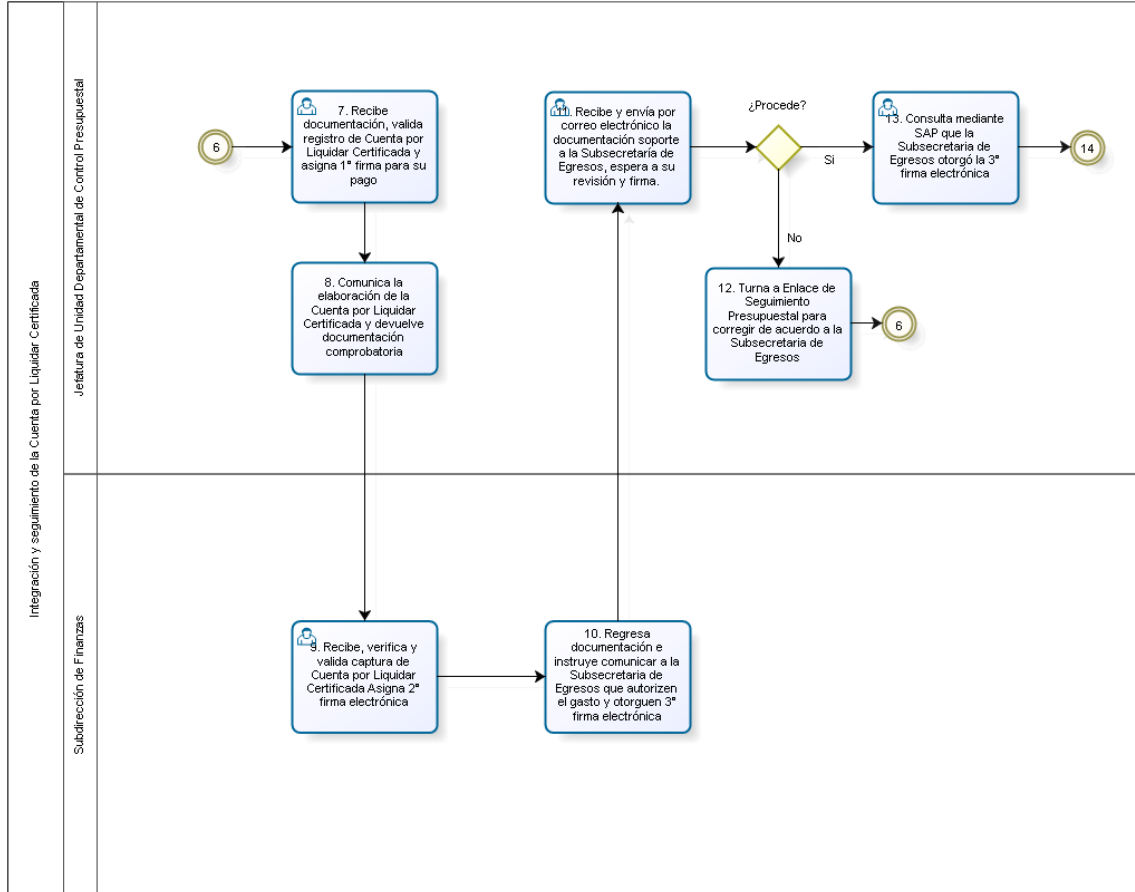 Integración y seguimiento de la Cuenta por Liquidar Certificada
Jefatura de Unidad Departamental de Control Presupuestal
6
7. Recibe
documentación, valida
registro de Cuenta por
Liquidar Certificada y
asigna 1° firma para su
pago
8. Comunica la
elaboración de la
Cuenta por Liquidar
Certificada y devuelve
documentación
comprobatoria
11. Recibe y envía por
correo electrónico la
documentación soporte
a la Subsecretaría de
Egresos, espera a su
revisión y firma.
¿Procede?
Si
No
13. Consulta mediante
SAP que la
Subsecretaria de
Egresos otorgó la 3°
firma electrónica
14
12. Turna a Enlace de
Seguimiento
Presupuestal para
corregir de acuerdo a la
Subsecretaria de
Egresos
6
Subdirección de Finanzas
9. Recibe, verifica y
valida captura de
Cuenta por Liquidar
Certificada Asigna 2°
firma electrónica
10. Regresa
documentación e
instruye comunicar a la
Subsecretaria de
Egresos que autorizen
el gasto y otorguen 3°
firma electrónica